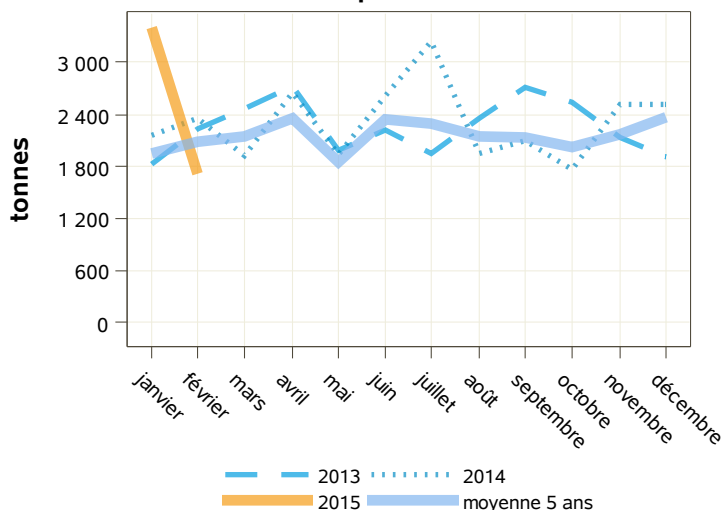 tonnes
3 000
2 400
1 800
1 200
600
0
janvier
février
mars
avril
mai
juin
juillet
août
septembre
octobre
novembre
décembre
2013 2014
2015 moyenne 5 ans